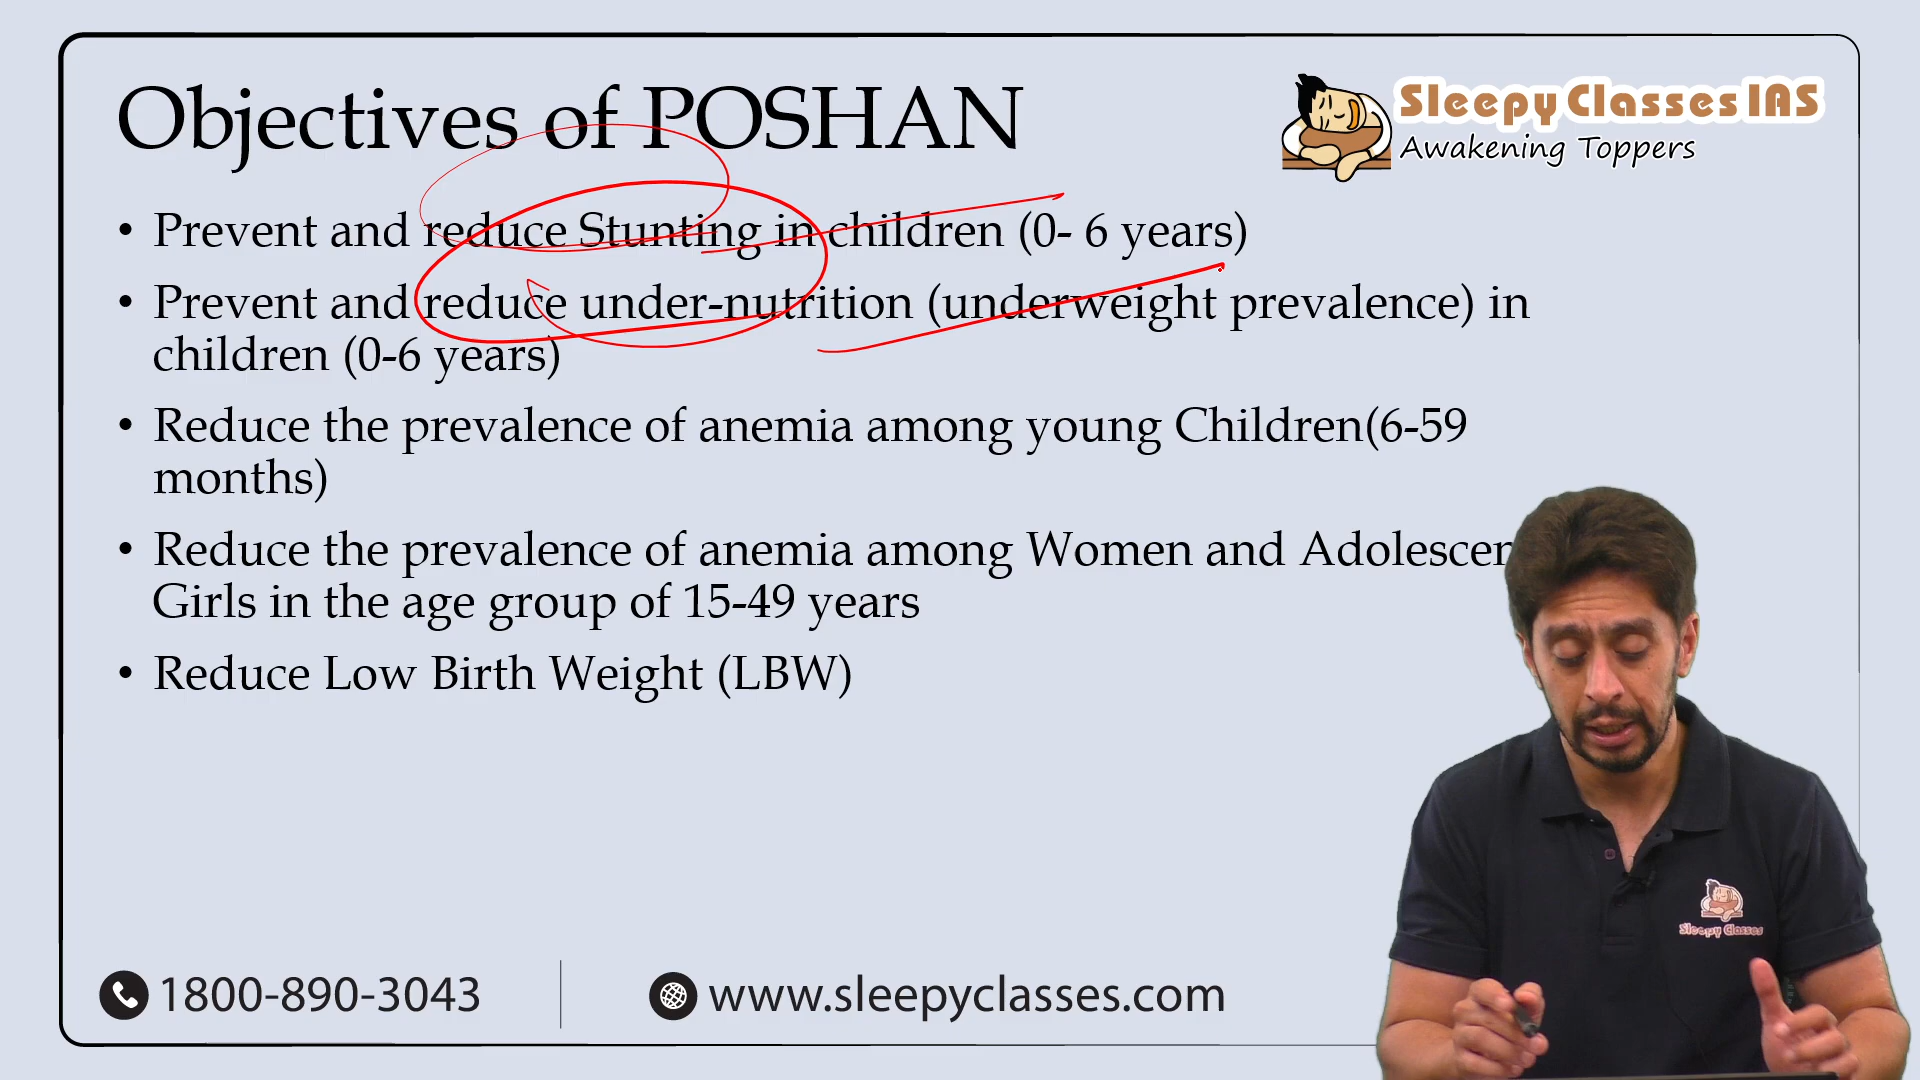 Objectives of POSHAN
Sleepy Classes IAS
Awakening Toppers
• Prevent and reduce Stunting in children (0- 6 years)
• Prevent and reduce under-nutrition (underweight prevalence) in
children (0-6 years)
• Reduce the prevalence of anemia among young Children(6-59
months)
• Reduce the prevalence of anemia among Women and
Girls in the age group of 15-49 years
• Reduce Low Birth Weight (LBW)
Sleepy Classes
1800-890-3043
www.sleepyclasses.com